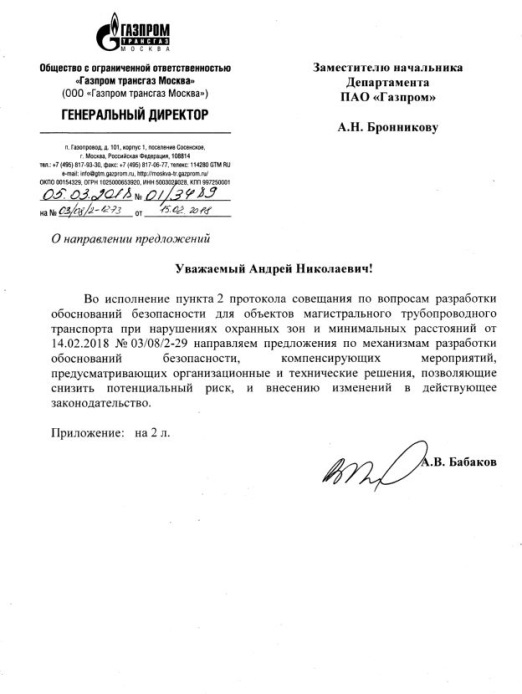 ГАЗПРОМ
ТРАНСГАЗ
МОСКВА
Общество с ограниченной ответственностью
«Газпром трансгаз Москва»
(ООО «Газпром трансгаз Москва»)
ГЕНЕРАЛЬНЫЙ ДИРЕКТОР
п. Газопровод, д. 101, корпус 1, поселение Сосенское,
г. Москва, Российская Федерация, 108814
тел.: +7 (495) 817-93-30, факс: +7 (495) 817-06-77, телекс: 114280 GTM RU
e-mail: info@gtm.gazprom.ru, http://moskva-tr.gazprom.ru/
ОКПО 00154329, ОГРН 1025000653920, ИНН 5003028028, КПП 997250001
05.03.2018 № 01/3489
на № 03/08/2-1273 от 15.02.2018
Заместителю начальника
Департамента
ПАО «Газпром»
А.Н. Бронникову
О направлении предложений
Уважаемый Андрей Николаевич!
Во исполнение пункта 2 протокола совещания по вопросам разработки
обоснований безопасности для объектов магистрального трубопроводного
транспорта при нарушениях охранных зон и минимальных расстояний от
14.02.2018 № 03/08/2-29 направляем предложения по механизмам разработки
обоснований безопасности, компенсирующих мероприятий,
предусматривающих организационные и технические решения, позволяющие
снизить потенциальный риск, и внесению изменений в действующее
законодательство.
Приложение: на 2 л.
А.В. Бабаков